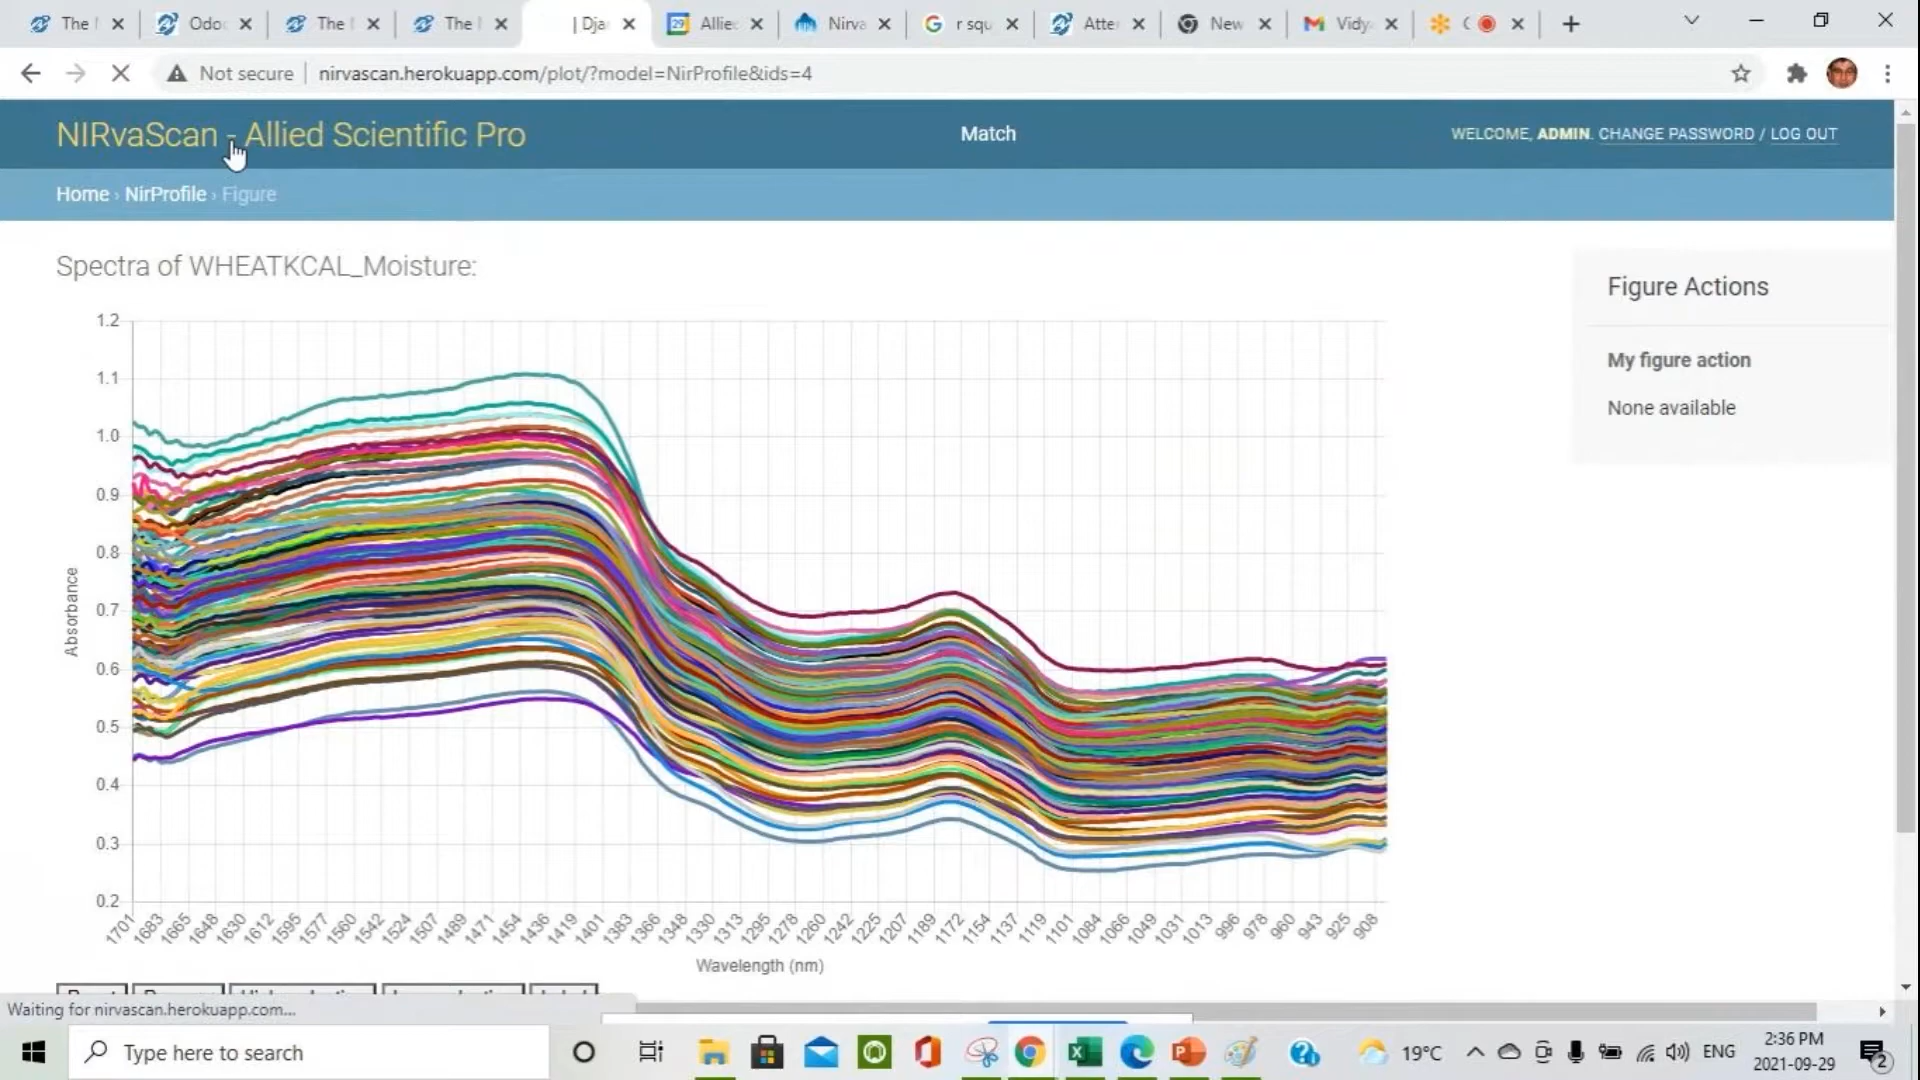 The
Odo
The
The
| Dja
Allie
Nirva
r squ
Atte
New
Vidy
Not secure
nirvascan.herokuapp.com/plot/?model=NirProfile&ids=4
NIRvaScan - Allied Scientific Pro
Match
WELCOME, ADMIN. CHANGE PASSWORD / LOG OUT
Home › NirProfile › Figure
Spectra of WHEATKCAL_Moisture:
Figure Actions
My figure action
None available
1.2
1.1
1.0
0.9
0.8
0.7
0.6
0.5
0.4
0.3
0.2
Absorbance
1701 1683 1665 1648 1630 1612 1595 1577 1560 1542 1524 1507 1489 1471 1454 1436 1419 1401 1383 1366 1348 1330 1313 1295 1278 1260 1242 1225 1207 1189 1172 1154 1137 1119 1101 1084 1066 1049 1031 1013 996 978 960 943 925 908
Wavelength (nm)
Waiting for nirvascan.herokuapp.com...
Type here to search
19°C
ENG
2:36 PM
2021-09-29
2